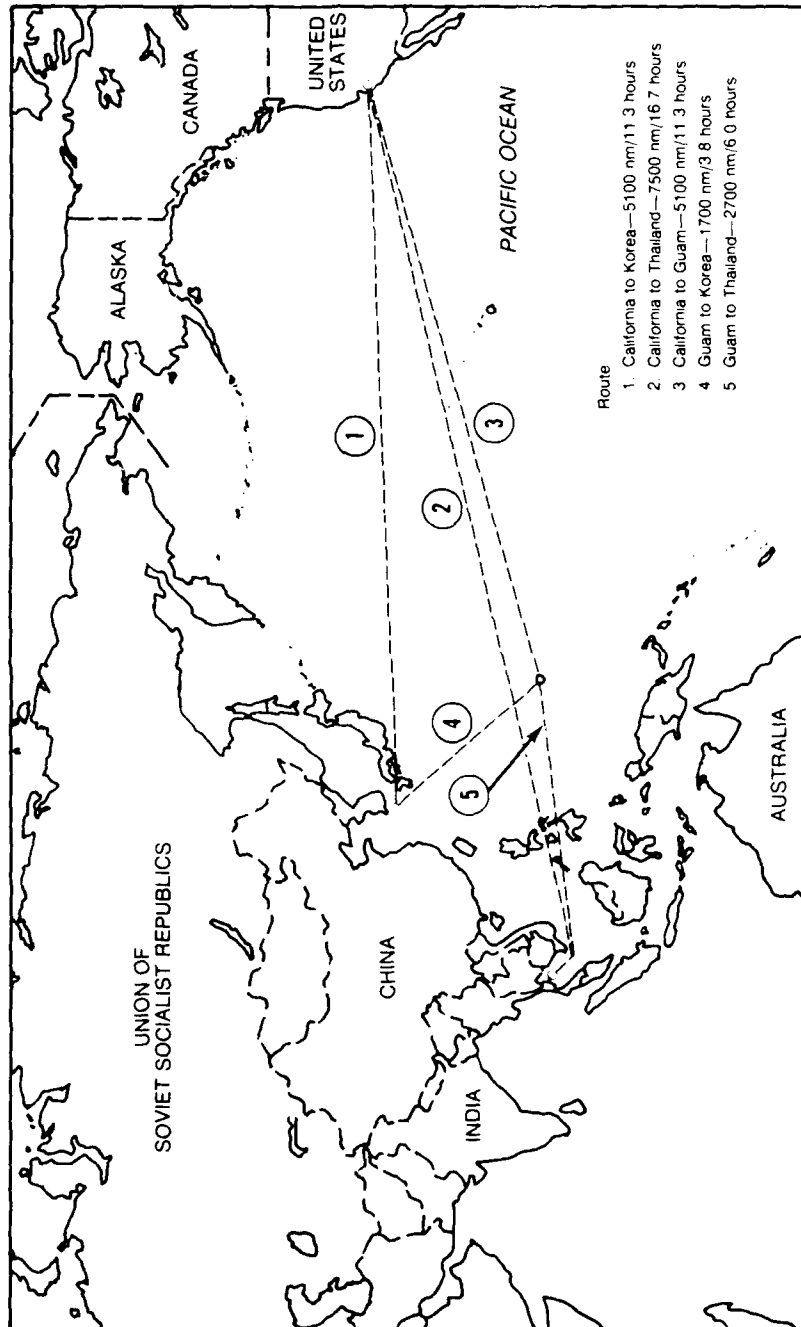 CANADA
UNITED
STATES
ALASKA
PACIFIC OCEAN
UNION OF
SOVIET SOCIALIST REPUBLICS
CHINA
INDIA
AUSTRALIA
1
2
3
4
5
Route
1. California to Korea—5100 nm/11 3 hours
2. California to Thailand—7500 nm/16 7 hours
3 California to Guam—5100 nm/11 3 hours
4 Guam to Korea—1700 nm/3 8 hours
5 Guam to Thailand—2700 nm/6 0 hours